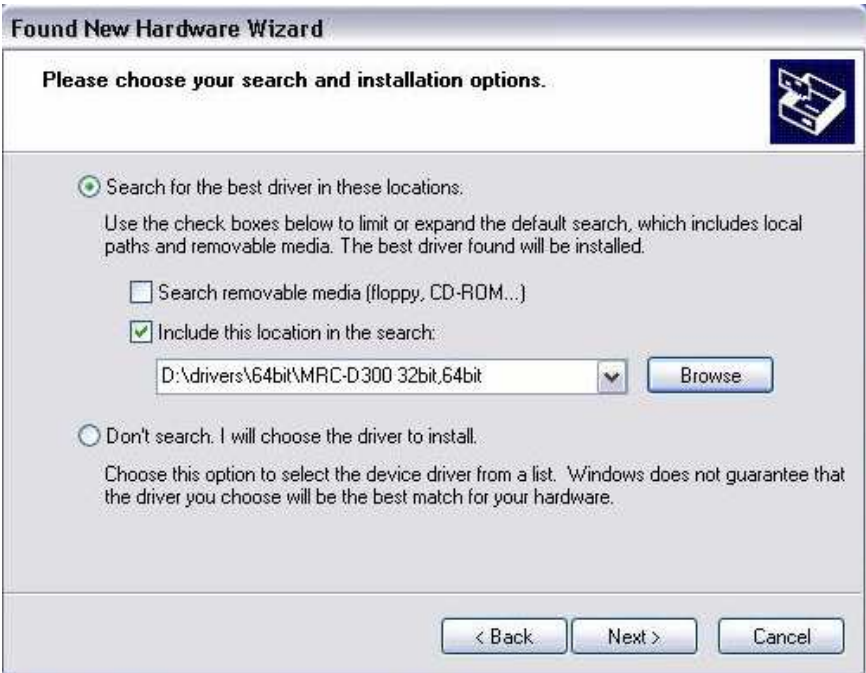 Found New Hardware Wizard
Please choose your search and installation options.
Search for the best driver in these locations.
Use the check boxes below to limit or expand the default search, which includes local
paths and removable media. The best driver found will be installed.
Search removable media (floppy, CD-ROM...)
Include this location in the search:
D:\drivers\64bit\MRC-D300 32bit,64bit
Browse
Don't search. I will choose the driver to install.
Choose this option to select the device driver from a list. Windows does not guarantee that
the driver you choose will be the best match for your hardware.
< Back
Next >
Cancel